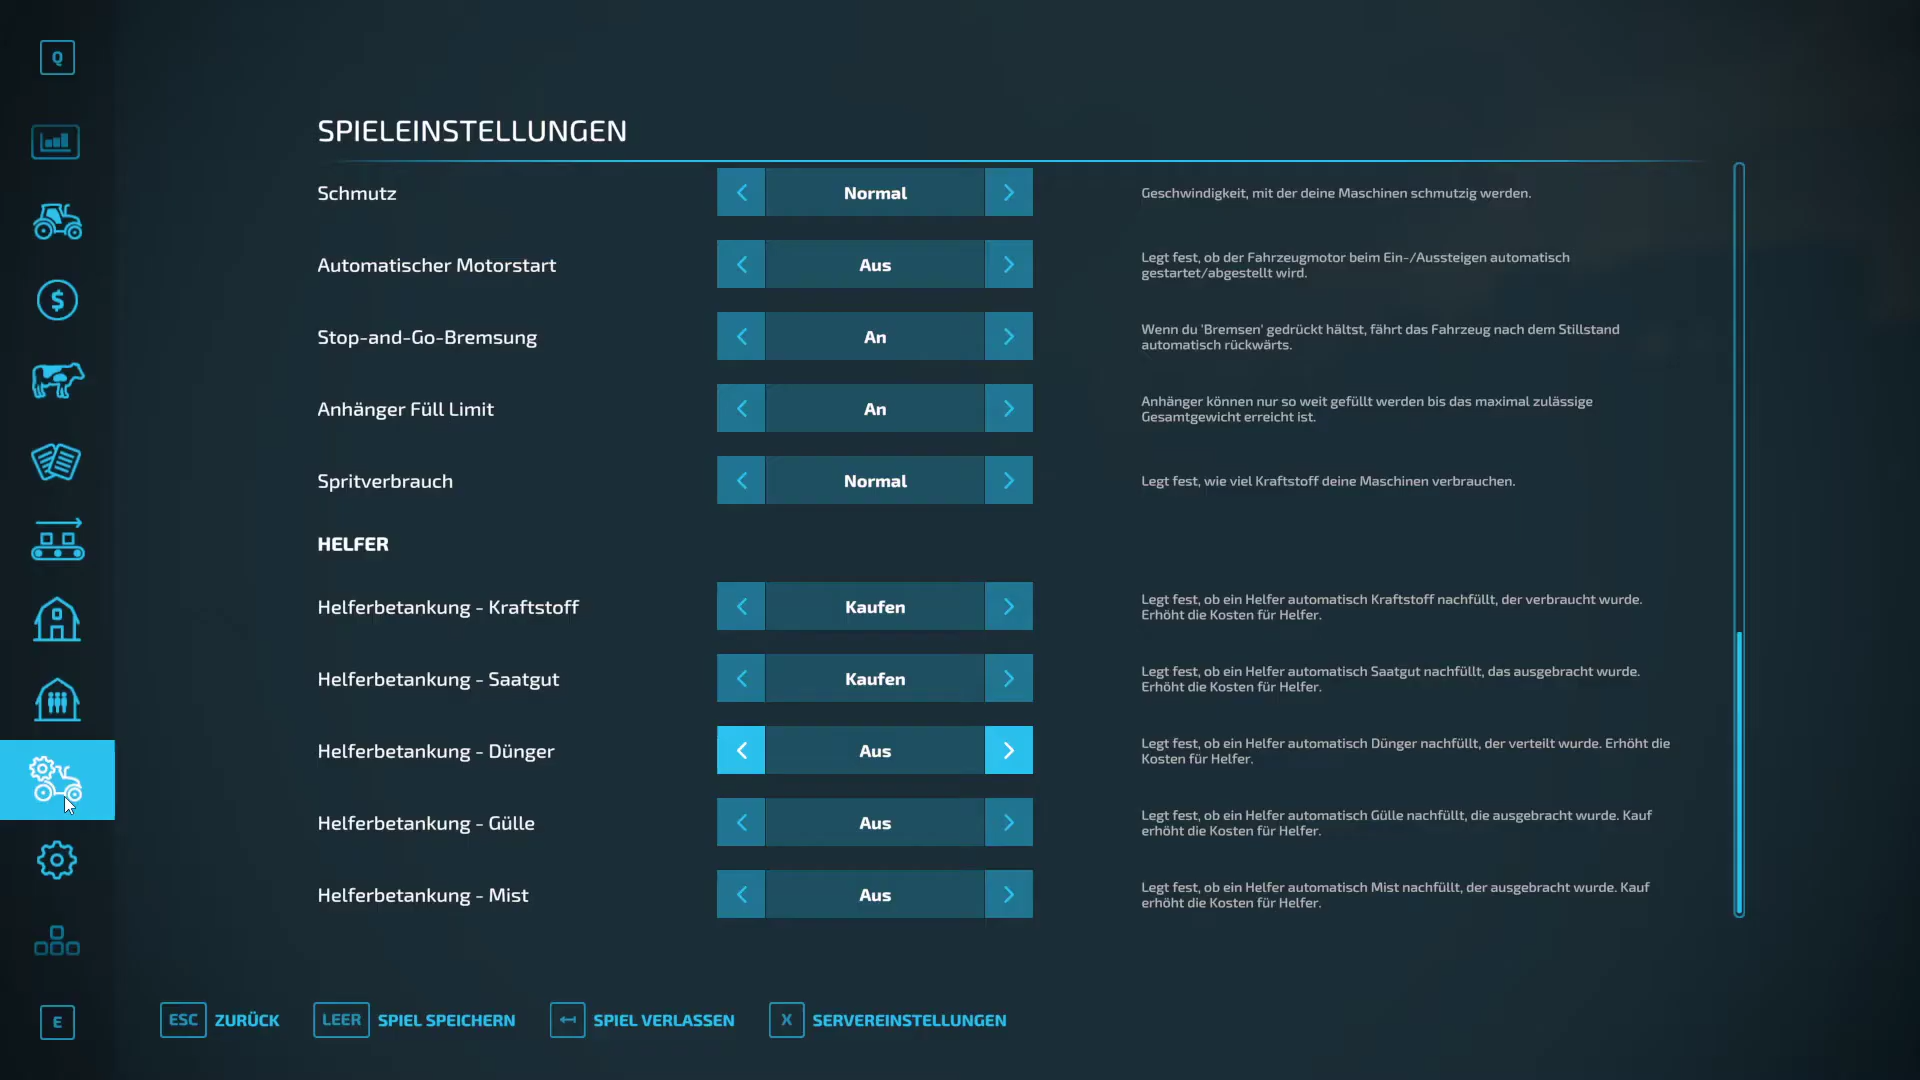 Q
SPIELEINSTELLUNGEN
Schmutz
Normal
Geschwindigkeit, mit der deine Maschinen schmutzig werden.
Automatischer Motorstart
Aus
Legt fest, ob der Fahrzeugmotor beim Ein-/Aussteigen automatisch
gestartet/abgestellt wird.
Stop-and-Go-Bremsung
An
Wenn du 'Bremsen' gedrückt hältst, fährt das Fahrzeug nach dem Stillstand
automatisch rückwärts.
Anhänger Füll Limit
An
Anhänger können nur so weit gefüllt werden bis das maximal zulässige
Gesamtgewicht erreicht ist.
Spritverbrauch
Normal
Legt fest, wie viel Kraftstoff deine Maschinen verbrauchen.
HELFER
Helferbetankung - Kraftstoff
Kaufen
Legt fest, ob ein Helfer automatisch Kraftstoff nachfüllt, der verbraucht wurde.
Erhöht die Kosten für Helfer.
Helferbetankung - Saatgut
Kaufen
Legt fest, ob ein Helfer automatisch Saatgut nachfüllt, das ausgebracht wurde.
Erhöht die Kosten für Helfer.
Helferbetankung - Dünger
Aus
Legt fest, ob ein Helfer automatisch Dünger nachfüllt, der verteilt wurde. Erhöht die
Kosten für Helfer.
Helferbetankung - Gülle
Aus
Legt fest, ob ein Helfer automatisch Gülle nachfüllt, die ausgebracht wurde. Kauf
erhöht die Kosten für Helfer.
Helferbetankung - Mist
Aus
Legt fest, ob ein Helfer automatisch Mist nachfüllt, der ausgebracht wurde. Kauf
erhöht die Kosten für Helfer.
E
ESC ZURÜCK LEER SPIEL SPEICHERN SPIEL VERLASSEN X SERVEREINSTELLUNGEN